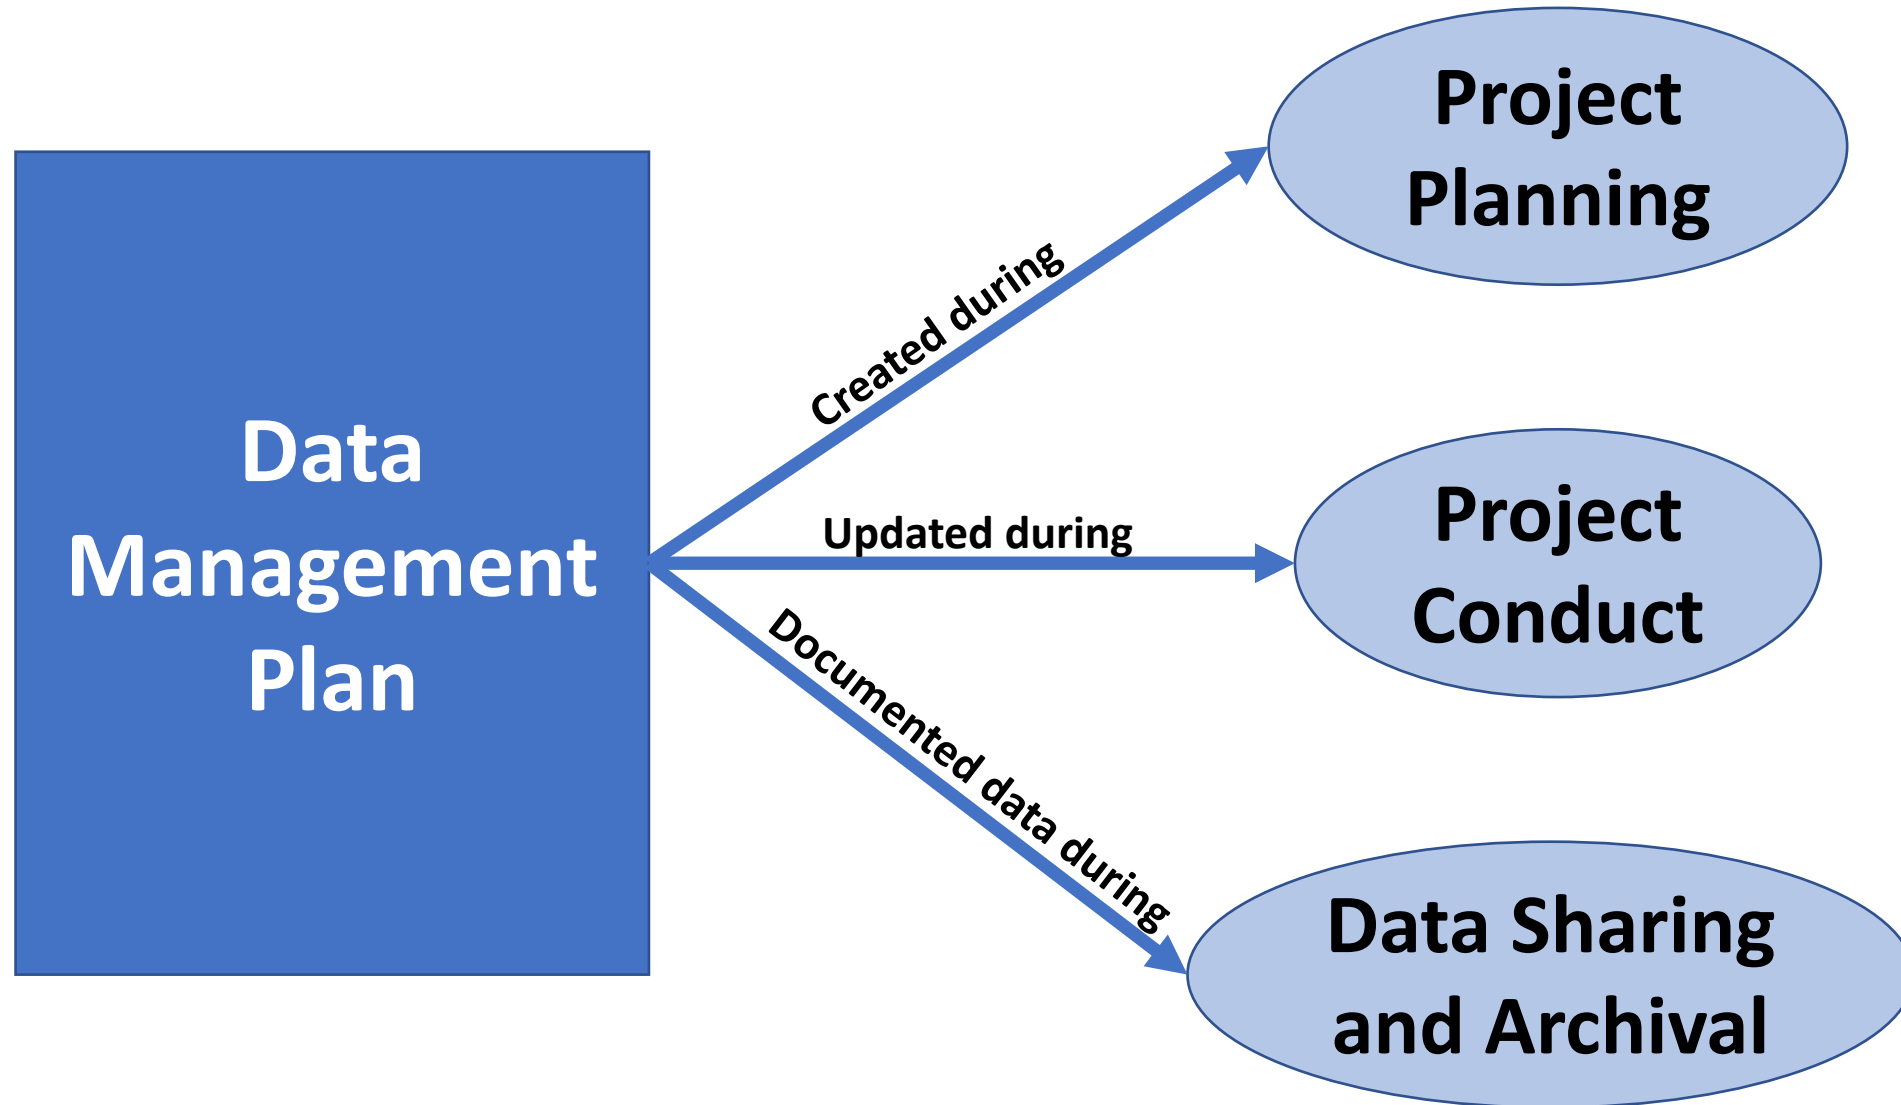 Data
Management
Plan
Created during
Updated during
Documented data during
Project
Planning
Project
Conduct
Data Sharing
and Archival